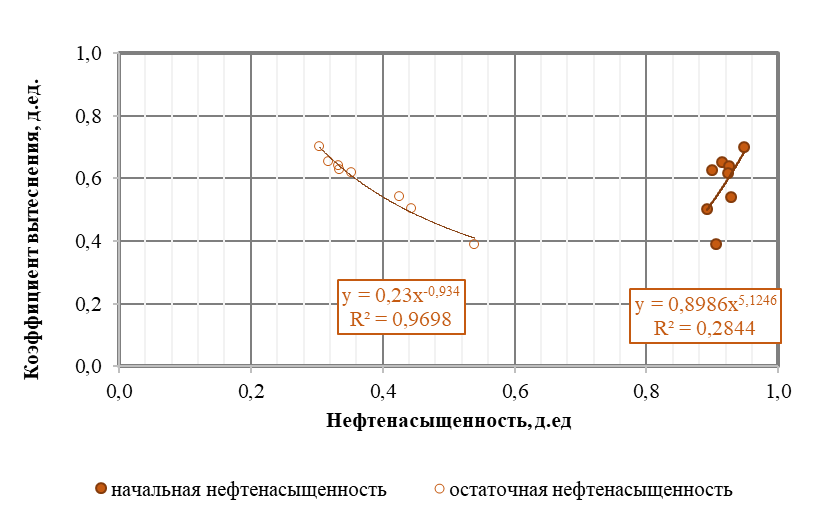 1,0
0,8
0,6
0,4
0,2
0,0
Коэффициент вытеснения, д.ед.
y = 0,23x^-0,934
R² = 0,9698
y = 0,8986x^5,1246
R² = 0,2844
0,0 0,2 0,4 0,6 0,8 1,0
Нефтенасыщенность, д.ед
начальная нефтенасыщенность остаточная нефтенасыщенность